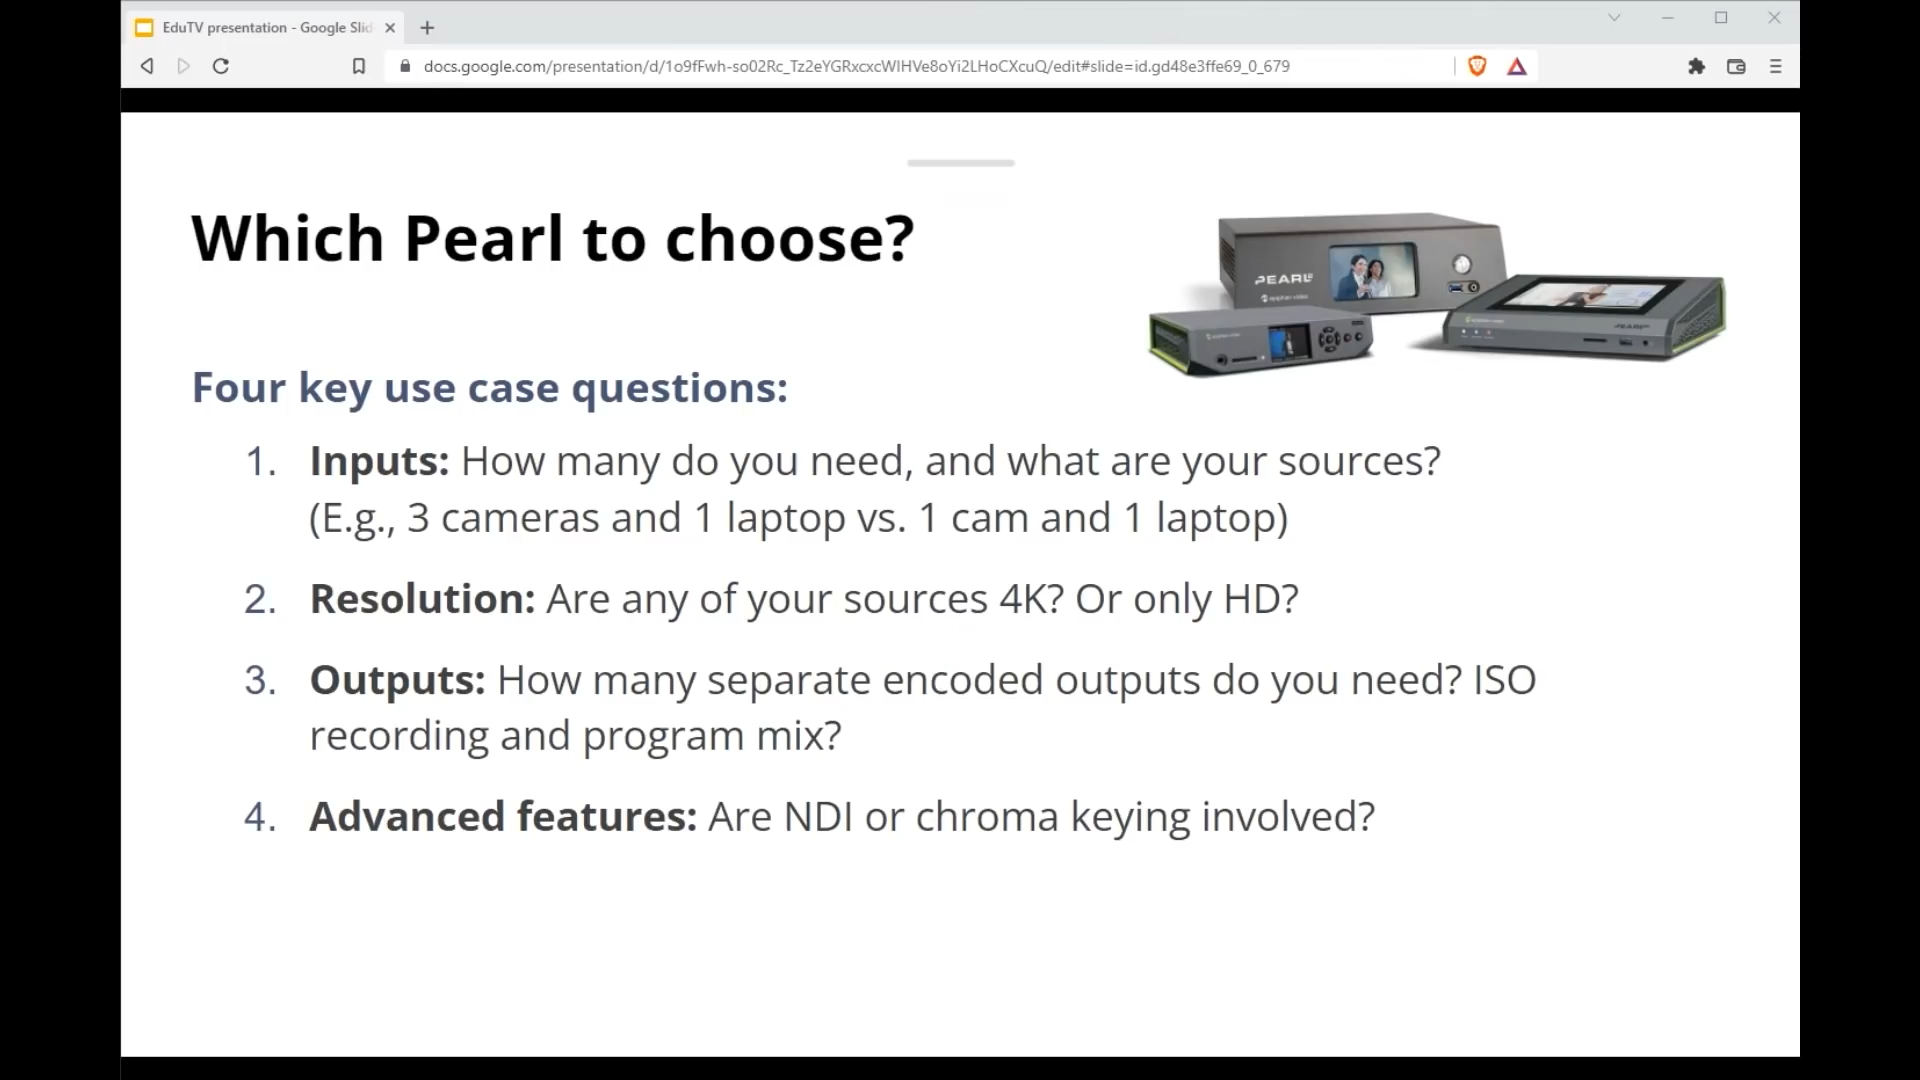 EduTV presentation - Google Slid
docs.google.com/presentation/d/1o9fFwh-so02Rc_Tz2eYGRxcxcWlHVe8oYi2LHoCXcuQ/edit#slide=id.gd48e3ffe69_0_679
Which Pearl to choose?
PEARL
epiphan video
Four key use case questions:
1. Inputs: How many do you need, and what are your sources?
(E.g., 3 cameras and 1 laptop vs. 1 cam and 1 laptop)
2. Resolution: Are any of your sources 4K? Or only HD?
3. Outputs: How many separate encoded outputs do you need? ISO
recording and program mix?
4. Advanced features: Are NDI or chroma keying involved?